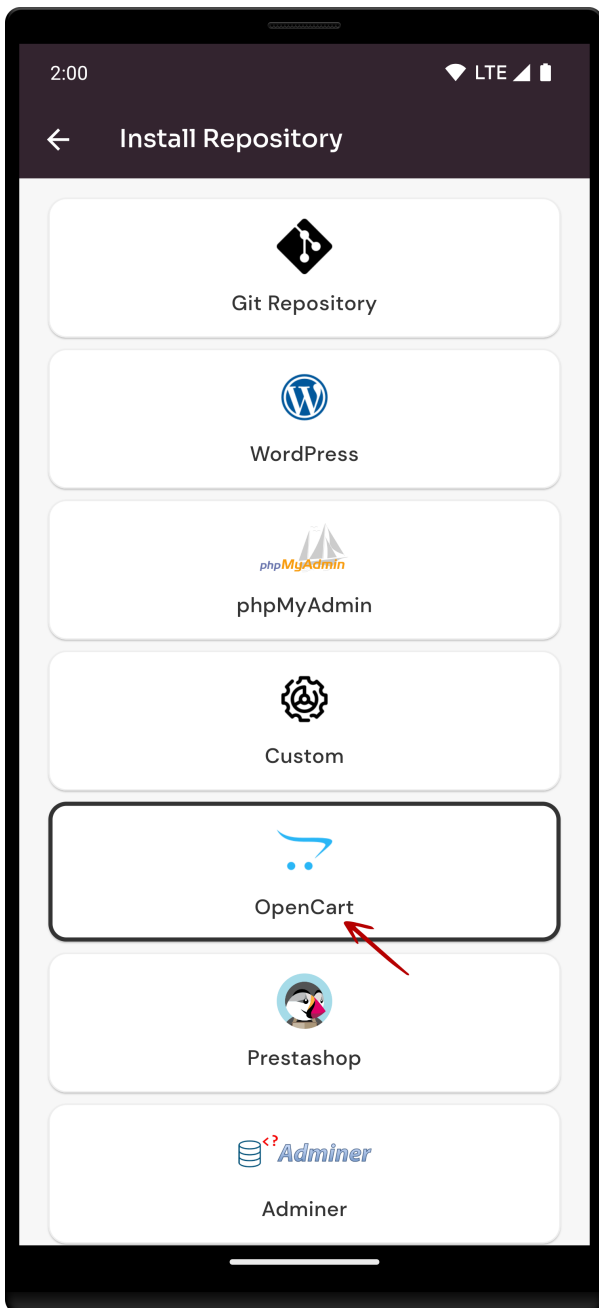 2:00
LTE
Install Repository
Git Repository
WordPress
phpMyAdmin
phpMyAdmin
Custom
OpenCart
Prestashop
<? Adminer
Adminer